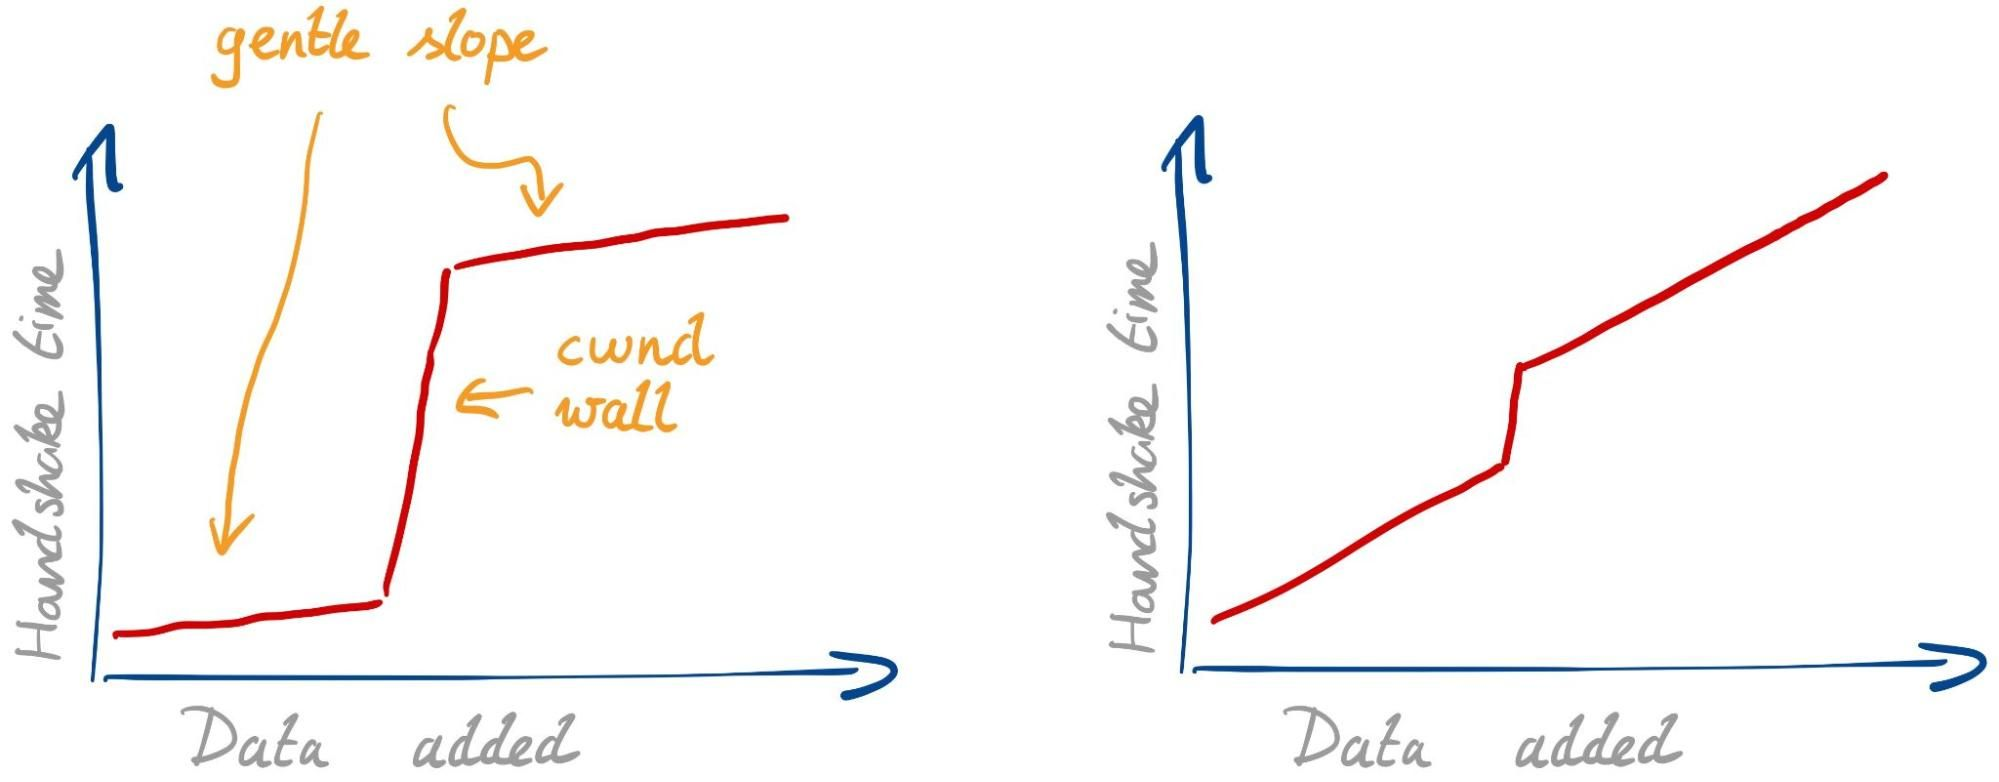 gentle slope
Handshake time
cwnd
wall
Data added
Handshake time
Data added